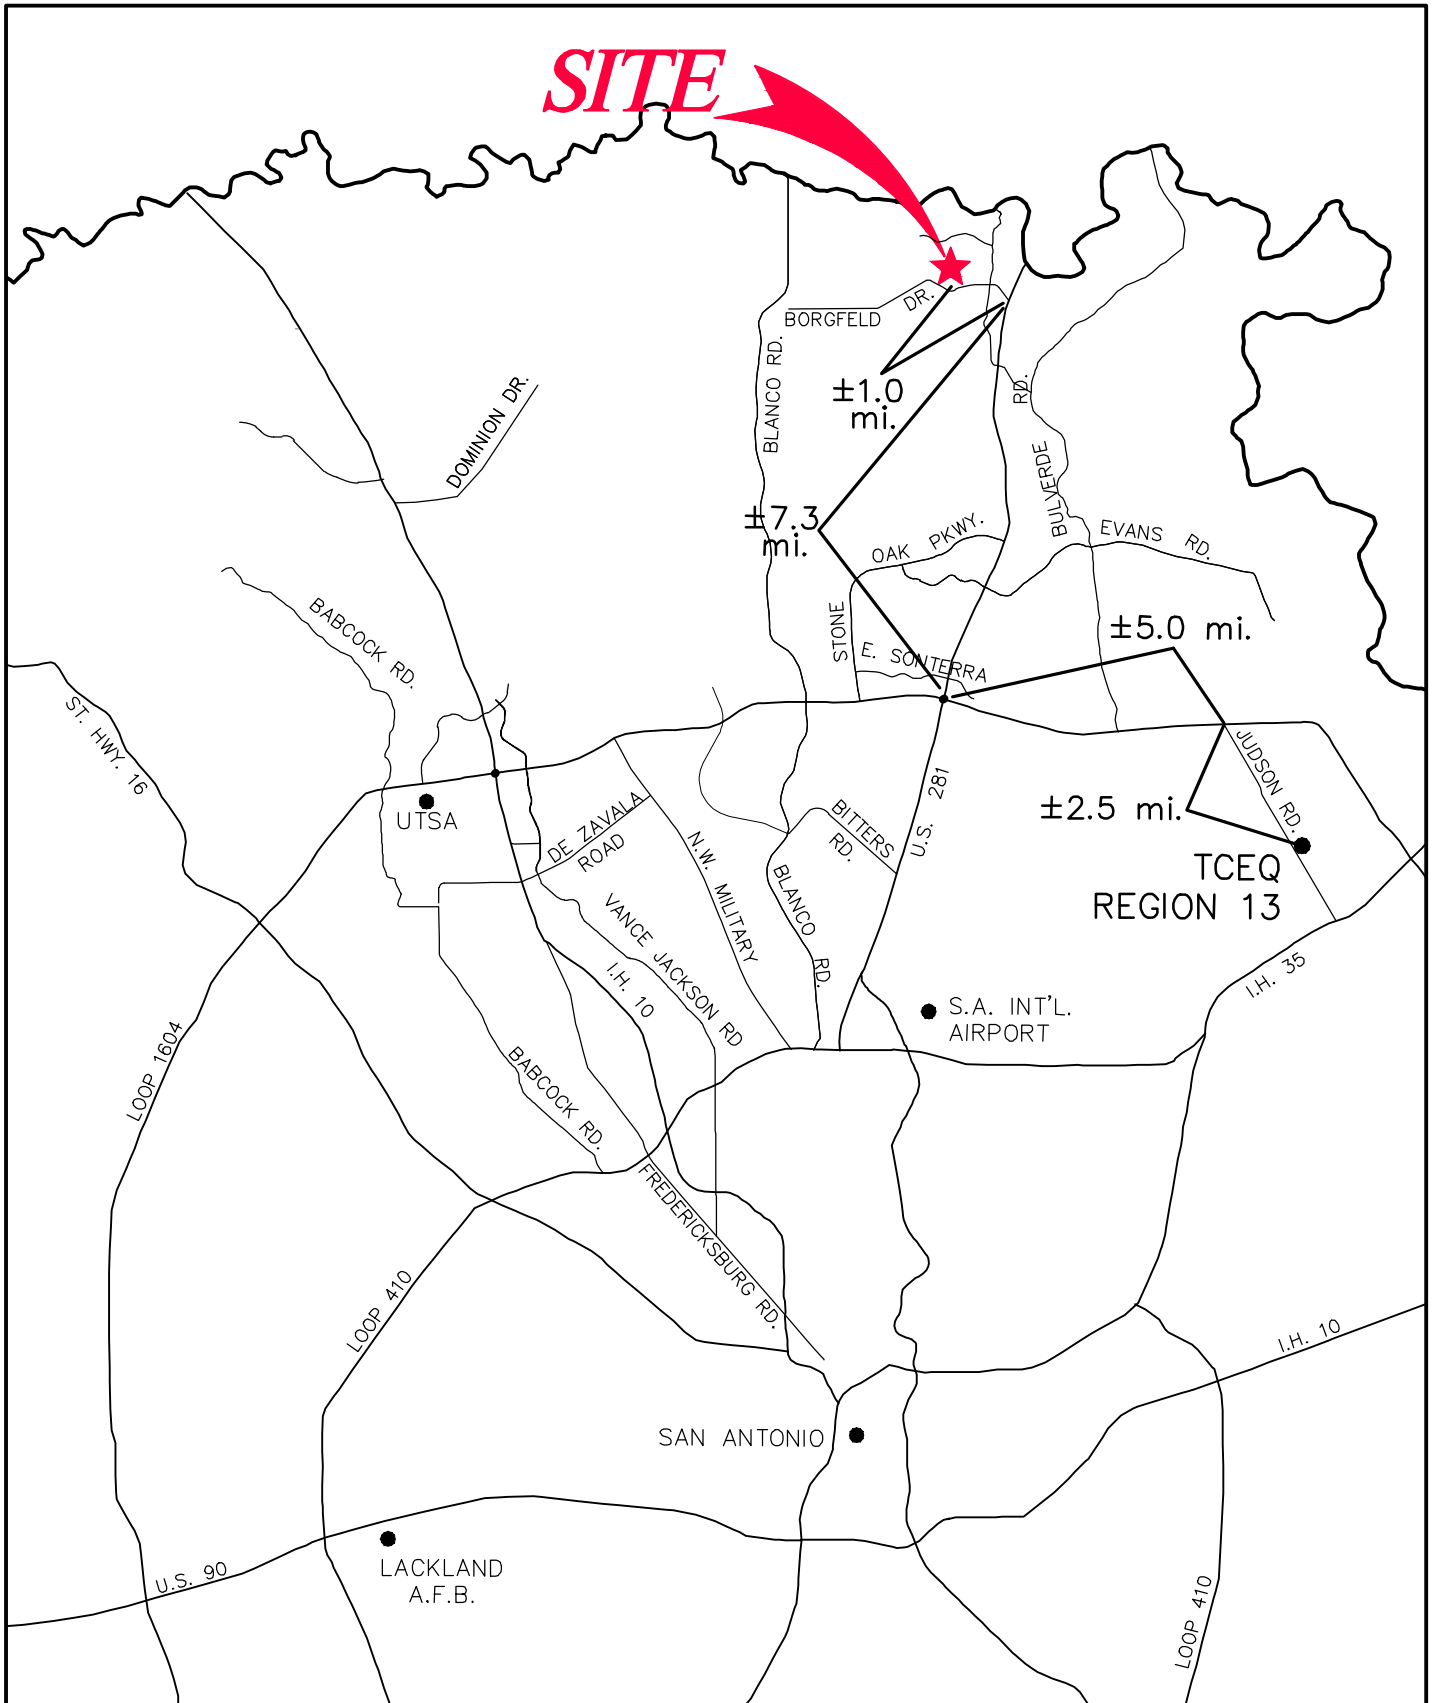 SITE
BORGFELD
DR.
BLANCO RD.
±1.0
mi.
RD.
BULVERDE
DOMINION DR.
±7.3
mi.
OAK PKWY.
EVANS RD.
STONE
E. SONTERRA
±5.0 mi.
BABCOCK RD.
ST. HWY. 16
JUDSON RD.
UTSA
DE ZAVALA
ROAD
N.W. MILITARY
BITTERS
RD.
U.S. 281
±2.5 mi.
TCEQ
REGION 13
BLANCO RD.
VANCE JACKSON RD
I.H. 10
I.H. 35
S.A. INT'L.
AIRPORT
LOOP 1604
BABCOCK RD.
FREDERICKSBURG RD.
LOOP 410
I.H. 10
SAN ANTONIO
LACKLAND
A.F.B.
U.S. 90
LOOP 410